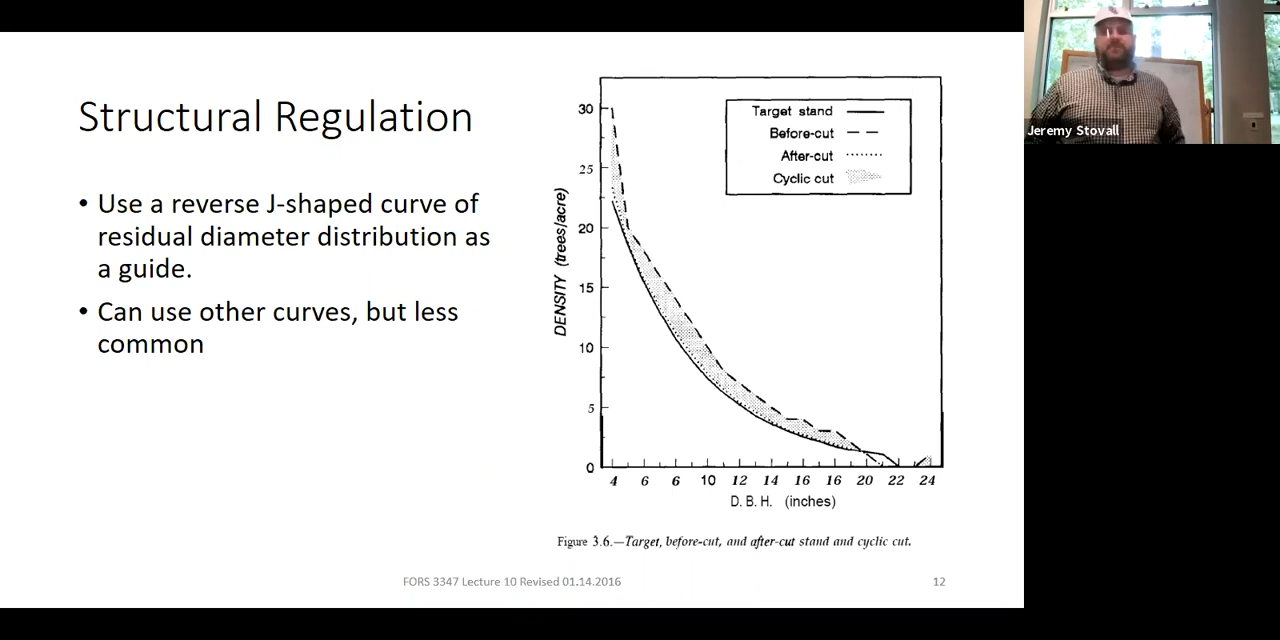 Structural Regulation
• Use a reverse J-shaped curve of
residual diameter distribution as
a guide.
• Can use other curves, but less
common
Target stand
Before-cut
After-cut
Cyclic cut
DENSITY (trees/acre)
30
25
20
15
10
5
0
4 6 6 10 12 14 16 16 20 22 24
D. B. H. (inches)
Figure 3.6.—Target, before-cut, and after-cut stand and cyclic cut.
FORS 3347 Lecture 10 Revised 01.14.2016
12
Jeremy Stovall